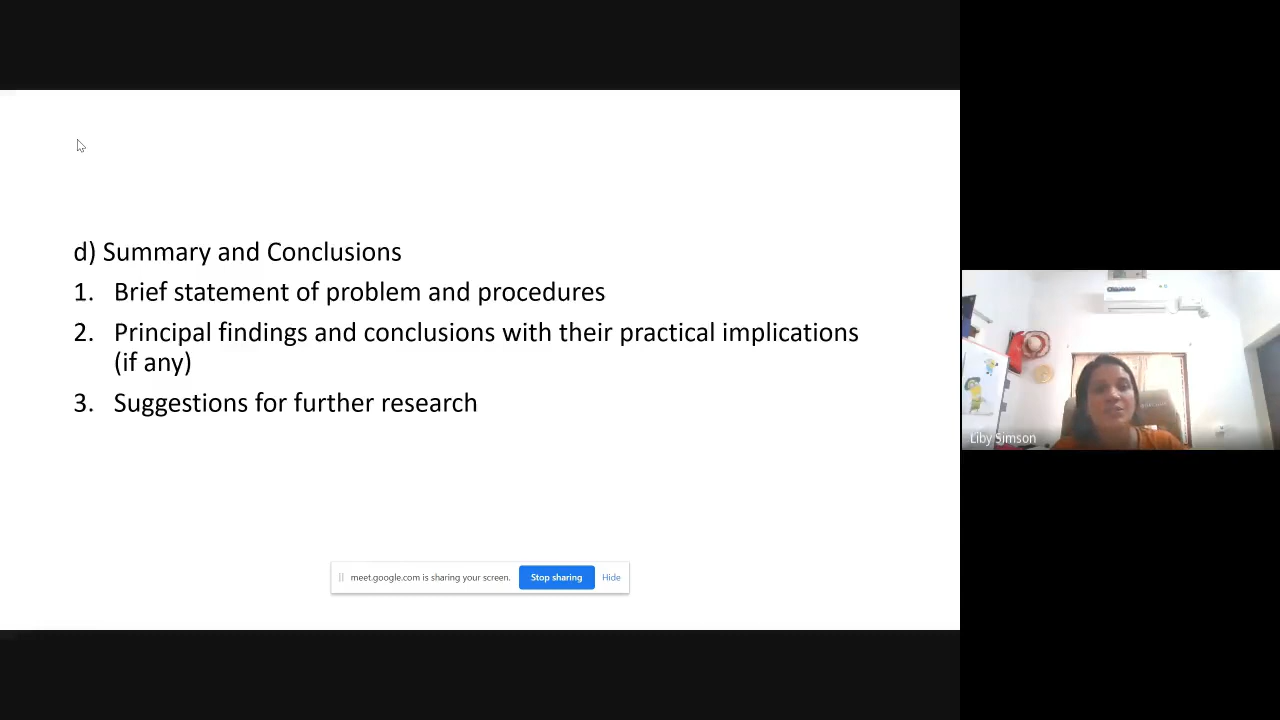 d) Summary and Conclusions
1. Brief statement of problem and procedures
2. Principal findings and conclusions with their practical implications
(if any)
3. Suggestions for further research
meet.google.com is sharing your screen. Stop sharing Hide
Liby Simson